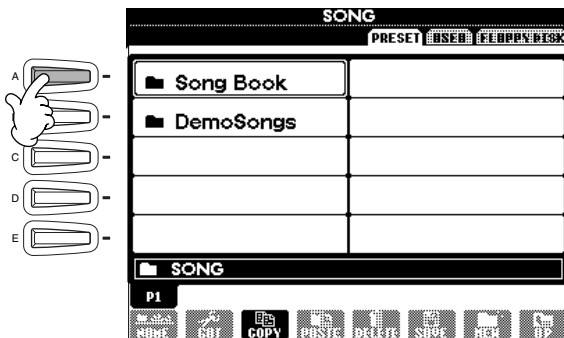 SONG
PRESET USER FLOPPY DISK
A
Song Book
DemoSongs
C
D
E
SONG
P1
NAME CUT COPY PASTE DELETE SAVE NEW UP